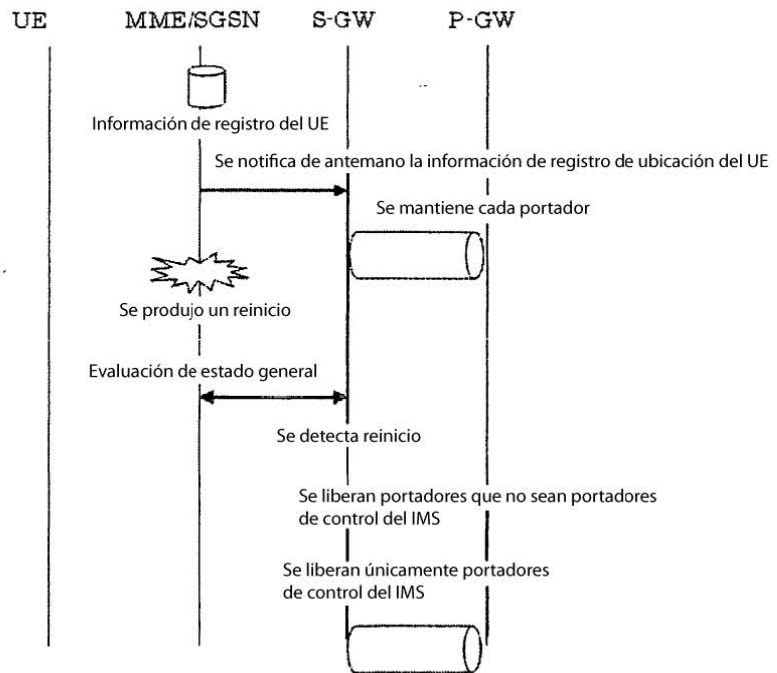 UE MME/SGSN S-GW P-GW
Información de registro del UE
Se notifica de antemano la información de registro de ubicación del UE
Se mantiene cada portador
Se produjo un reinicio
Evaluación de estado general
Se detecta reinicio
Se liberan portadores que no sean portadores
de control del IMS
Se liberan únicamente portadores
de control del IMS